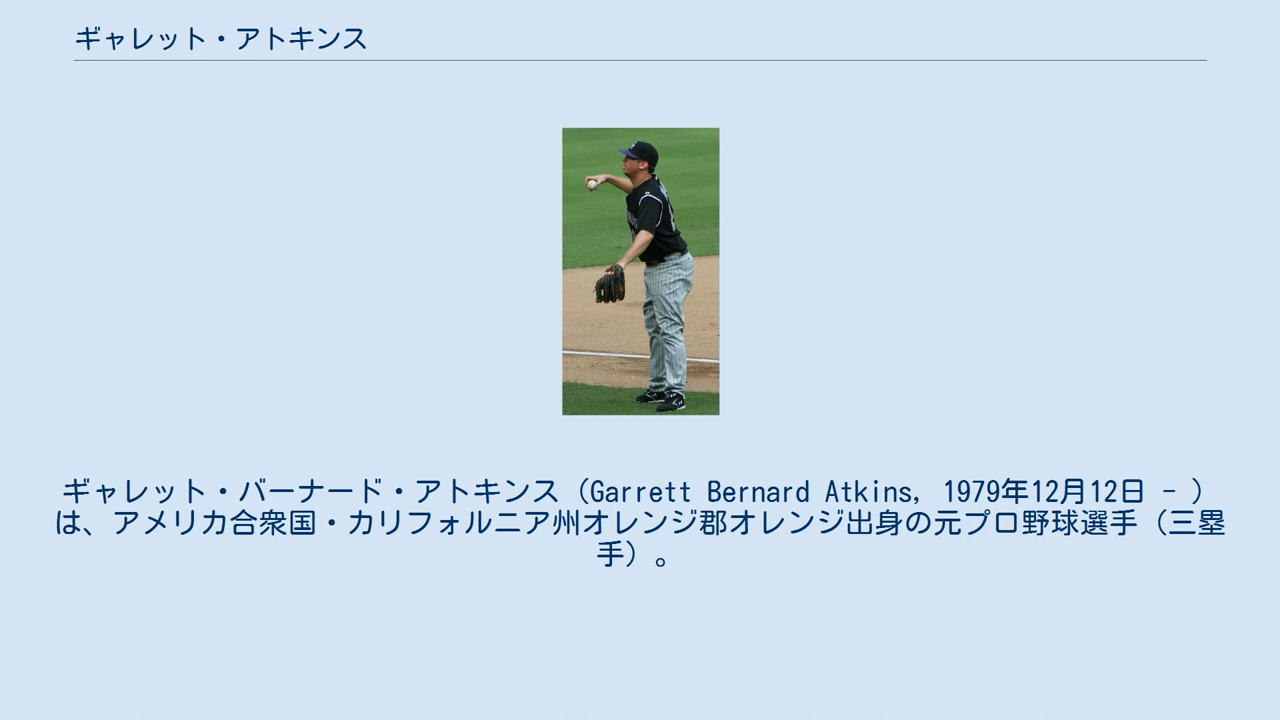 ギャレット・アトキンス
ギャレット・バーナード・アトキンス（Garrett Bernard Atkins, 1979年12月12日 - ）
は、アメリカ合衆国・カリフォルニア州オレンジ郡オレンジ出身の元プロ野球選手（三塁
手）。